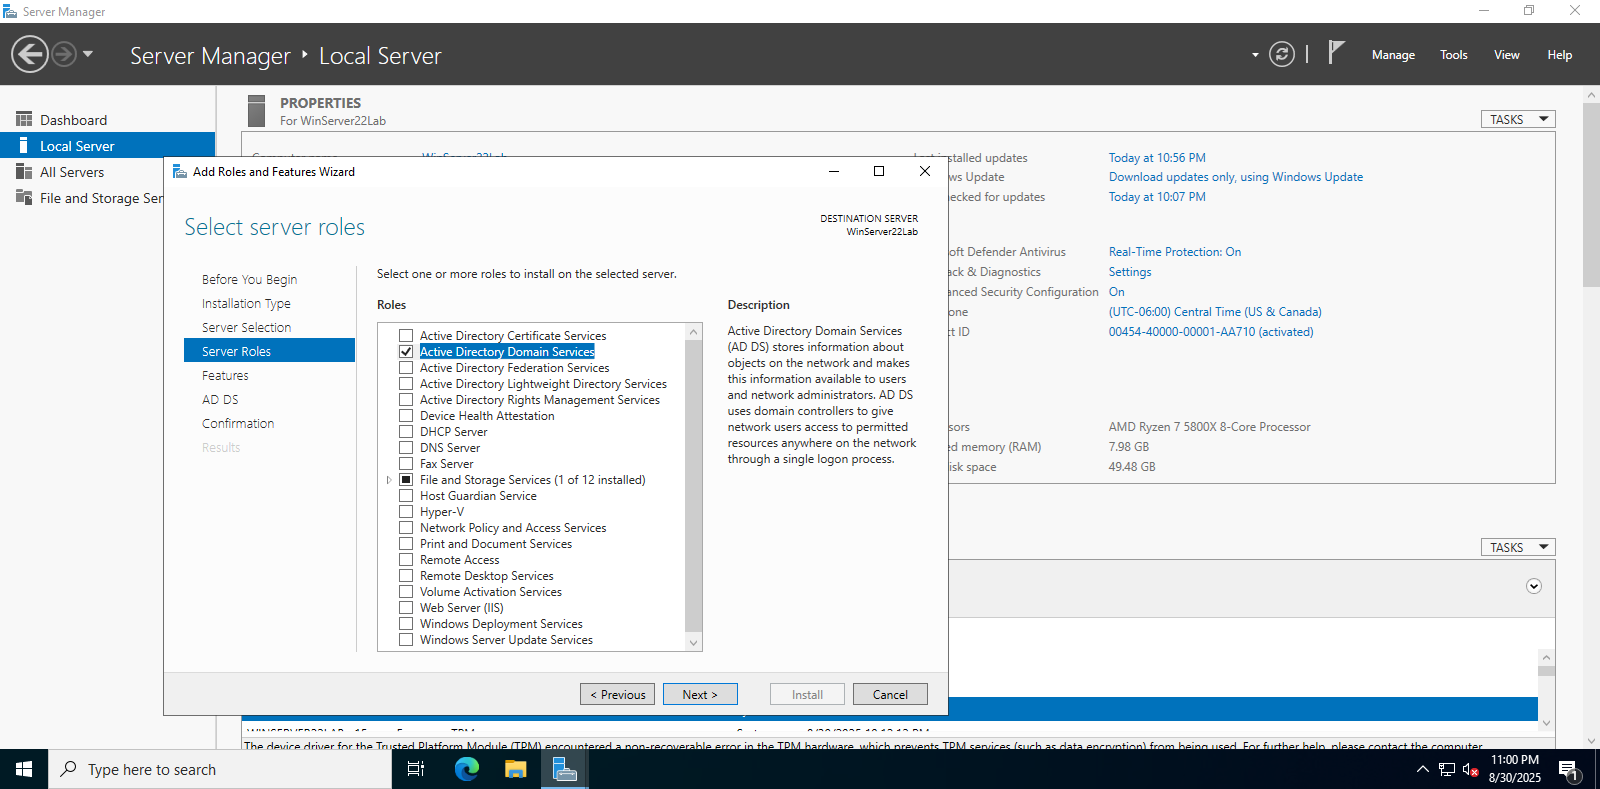 Server Manager
Server Manager ‣ Local Server
Manage Tools View Help
Dashboard
Local Server
All Servers
File and Storage Ser
PROPERTIES
For WinServer22Lab
TASKS
WinServer22Lab
stalled updates Today at 10:56 PM
ws Update Download updates only, using Windows Update
ecked for updates Today at 10:07 PM
oft Defender Antivirus Real-Time Protection: On
ack & Diagnostics Settings
anced Security Configuration On
one (UTC-06:00) Central Time (US & Canada)
ct ID 00454-40000-00001-AA710 (activated)
sors AMD Ryzen 7 5800X 8-Core Processor
ed memory (RAM) 7.98 GB
isk space 49.48 GB
TASKS
Add Roles and Features Wizard
Select server roles
DESTINATION SERVER
WinServer22Lab
Before You Begin
Installation Type
Server Selection
Server Roles
Features
AD DS
Confirmation
Results
Select one or more roles to install on the selected server.
Roles
Active Directory Certificate Services
Active Directory Domain Services
Active Directory Federation Services
Active Directory Lightweight Directory Services
Active Directory Rights Management Services
Device Health Attestation
DHCP Server
DNS Server
Fax Server
File and Storage Services (1 of 12 installed)
Host Guardian Service
Hyper-V
Network Policy and Access Services
Print and Document Services
Remote Access
Remote Desktop Services
Volume Activation Services
Web Server (IIS)
Windows Deployment Services
Windows Server Update Services
Description
Active Directory Domain Services
(AD DS) stores information about
objects on the network and makes
this information available to users
and network administrators. AD DS
uses domain controllers to give
network users access to permitted
resources anywhere on the network
through a single logon process.
< Previous
Next >
Install
Cancel
The device driver for the Trusted Platform Module (TPM) encountered a non-recoverable error in the TPM hardware, which prevents TPM services (such as data encryption) from being used. For further help, please contact the computer
Type here to search
11:00 PM
8/30/2025
1